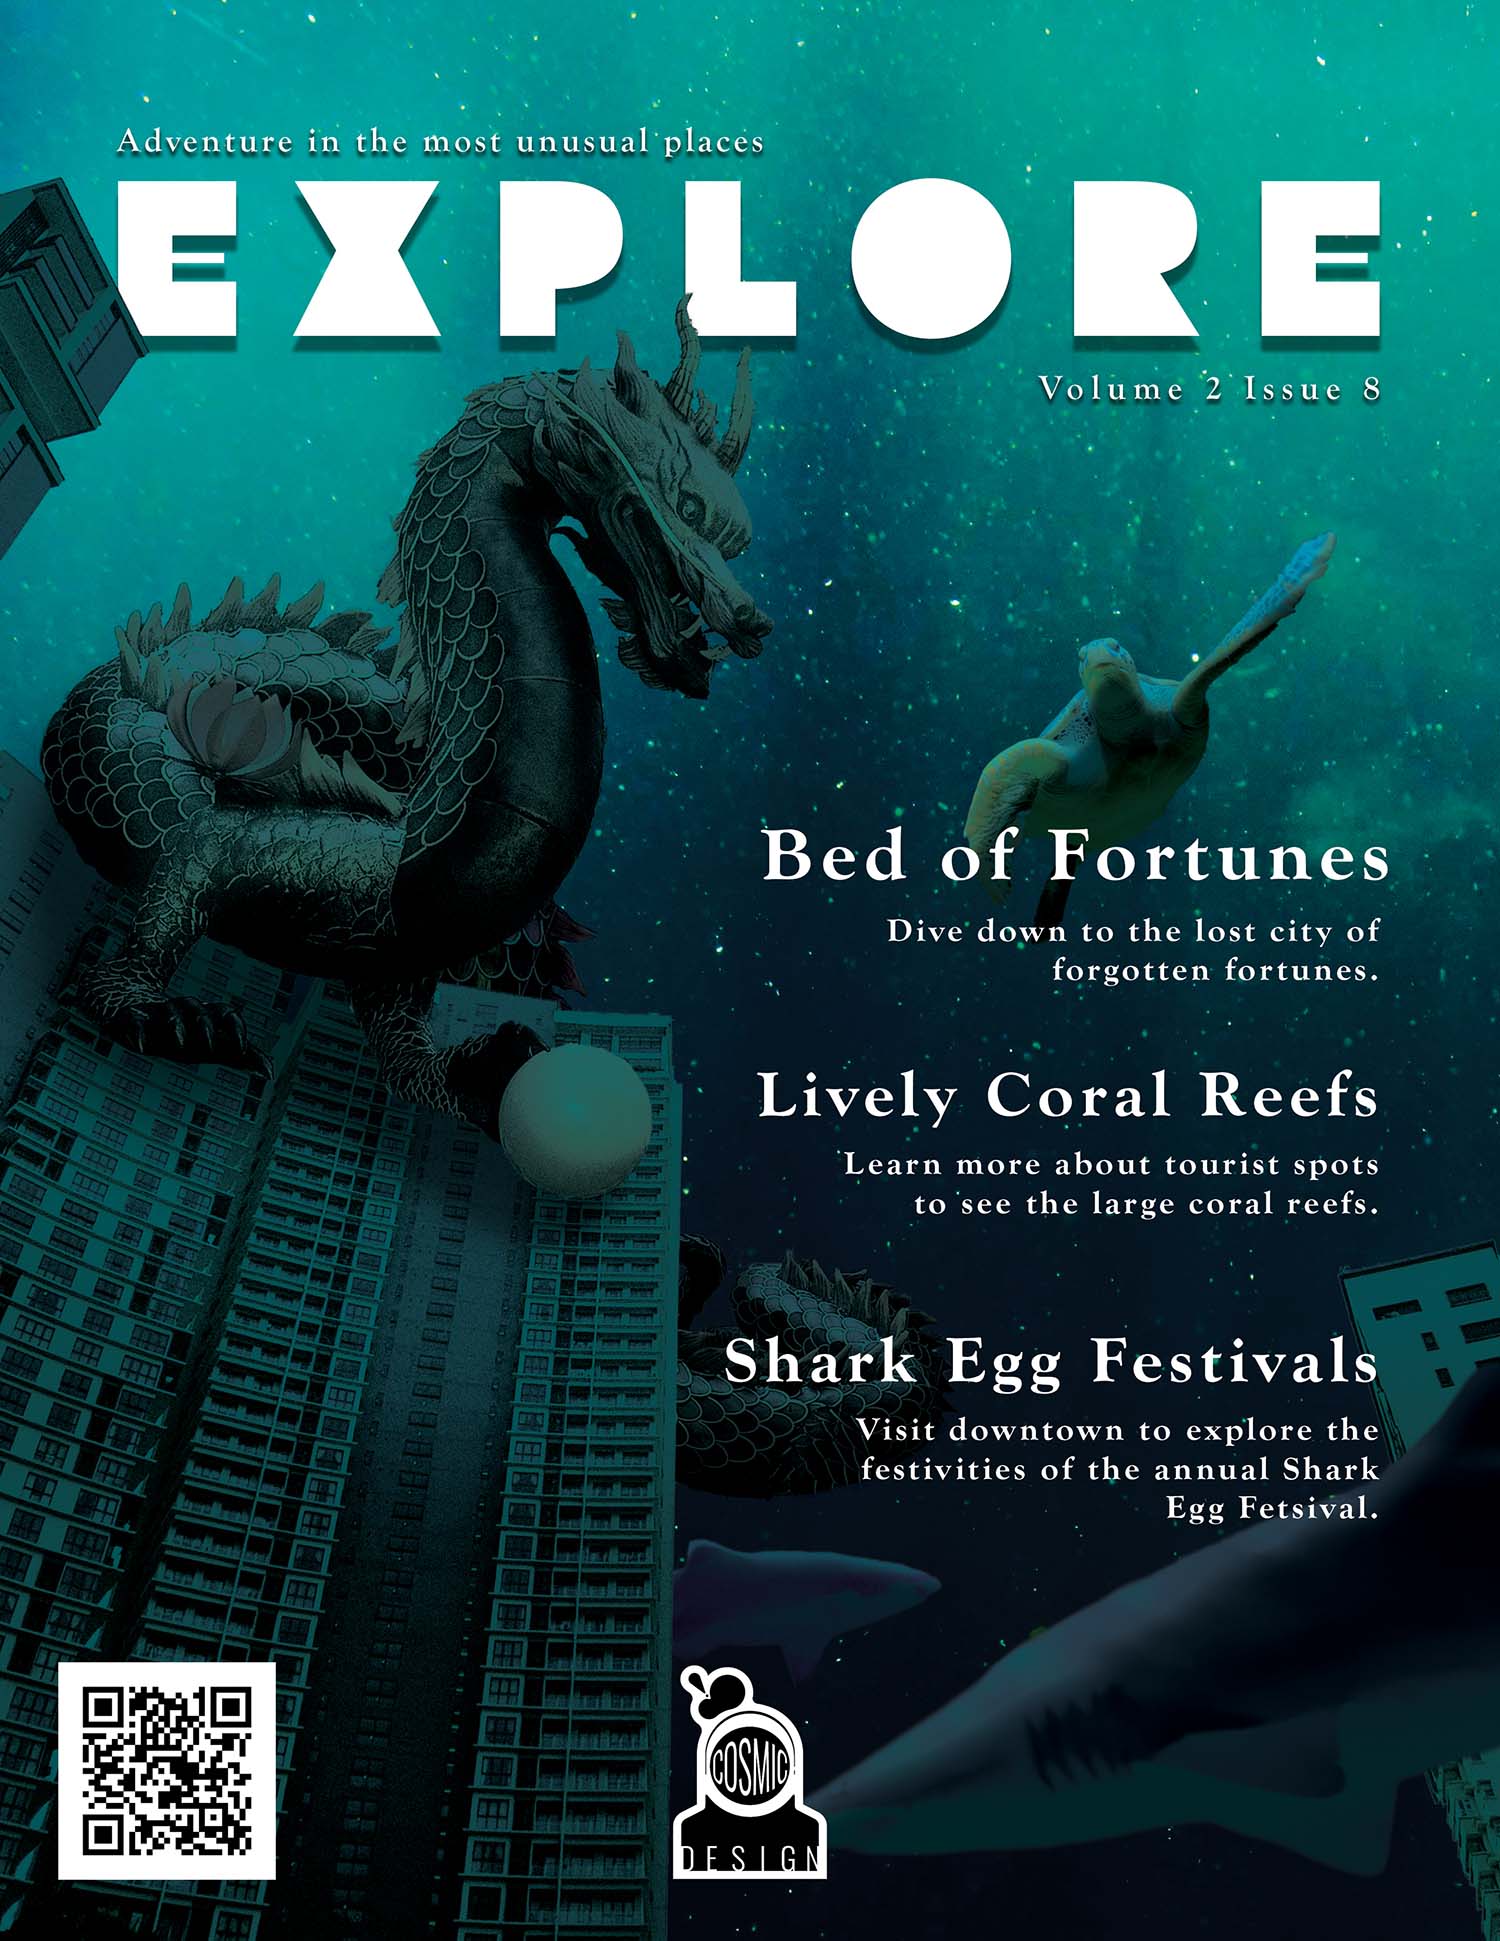 Adventure in the most unusual places
EXPLORE
Volume 2 Issue 8
Bed of Fortunes
Dive down to the lost city of
forgotten fortunes.
Lively Coral Reefs
Learn more about tourist spots
to see the large coral reefs.
Shark Egg Festivals
Visit downtown to explore the
festivities of the annual Shark
Egg Fetsival.
COSMIC
DESIGN